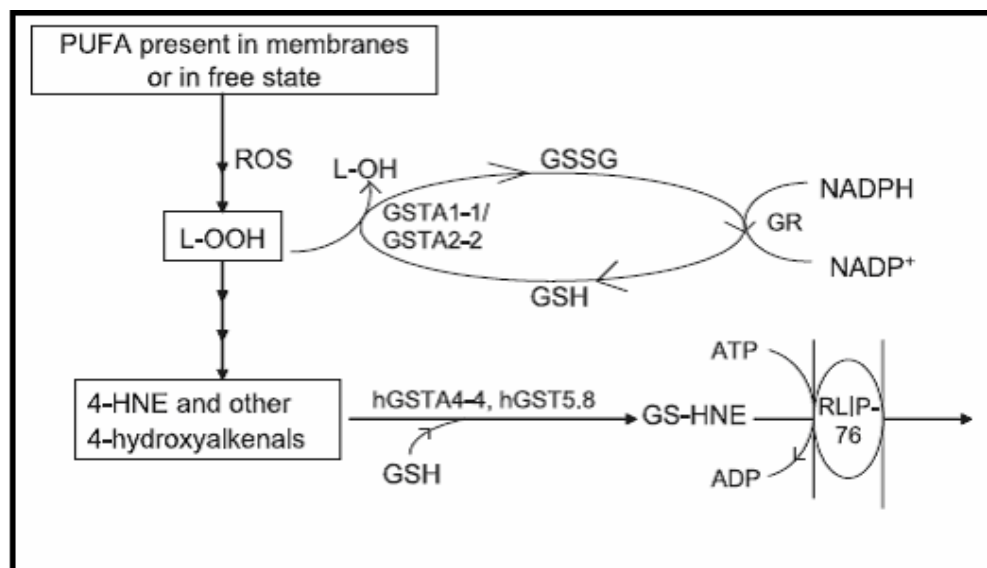 PUFA present in membranes
or in free state
ROS
L-OH
GSSG
NADPH
GSTA1-1/
GSTA2-2
GR
L-OOH
NADP⁺
GSH
ATP
4-HNE and other
4-hydroxyalkenals
hGSTA4-4, hGST5.8
GS-HNE
RLIP-
76
GSH
ADP